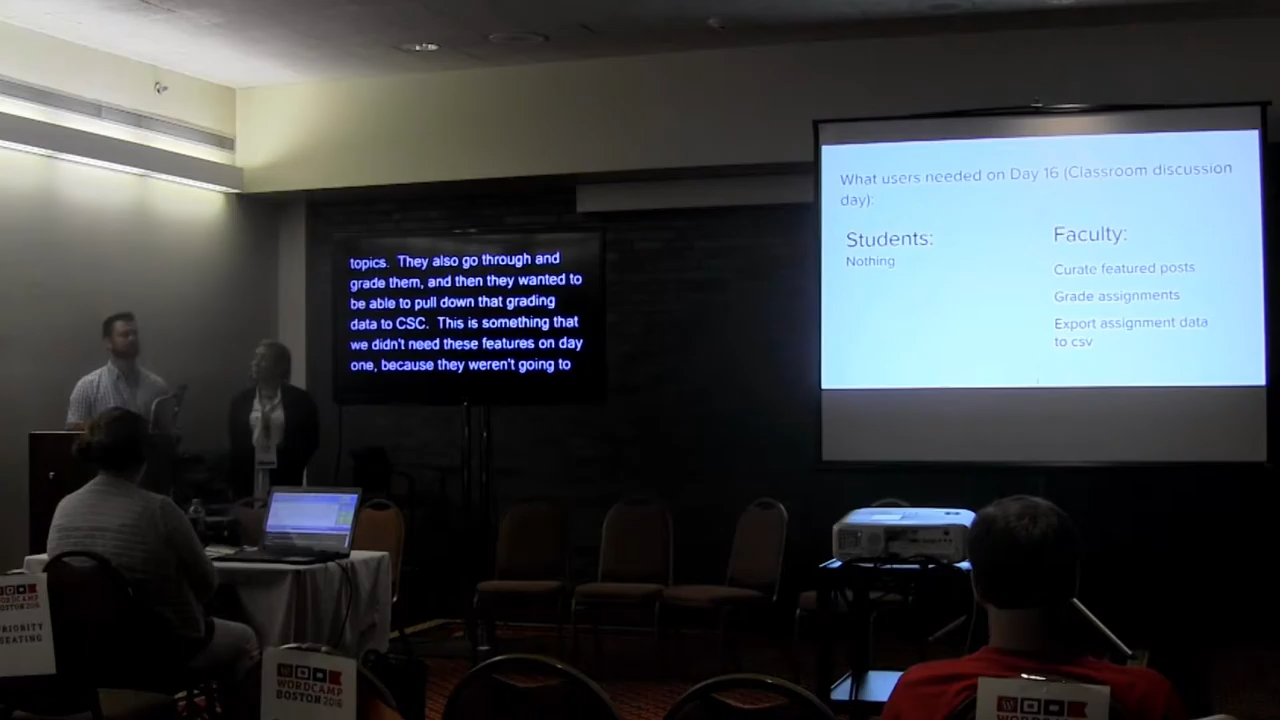 topics. They also go through and
grade them, and then they wanted to
be able to pull down that grading
data to CSC. This is something that
we didn't need these features on day
one, because they weren't going to
What users needed on Day 16 (Classroom discussion
day):
Students:
Nothing
Faculty:
Curate featured posts
Grade assignments
Export assignment data
to csv
WORDCAMP
BOSTON 2016
PRIORITY
SEATING
WORDCAMP
BOSTON 2016